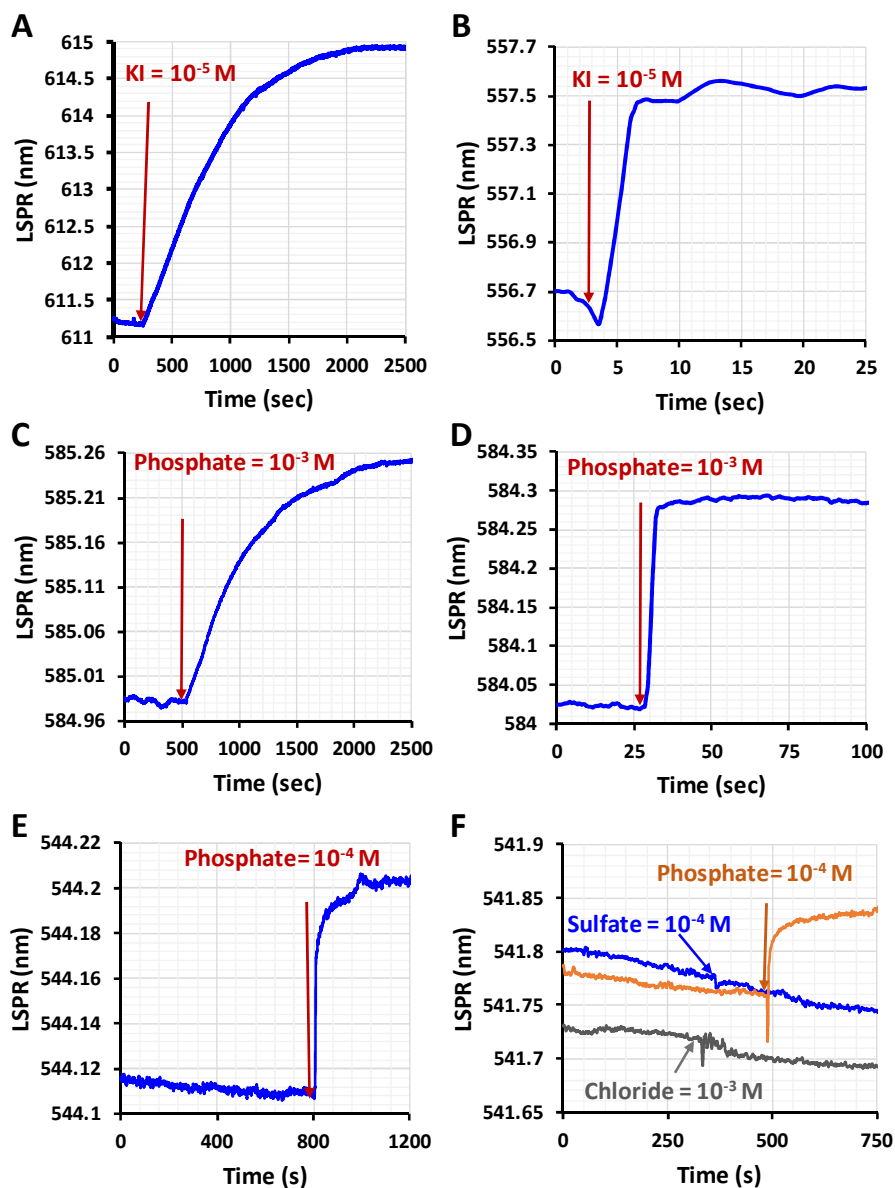 A
615
614.5
614
613.5
613
612.5
612
611.5
611
LSPR (nm)
KI = 10⁻⁵ M
0 500 1000 1500 2000 2500
Time (sec)
B
557.7
557.5
557.3
557.1
556.9
556.7
556.5
LSPR (nm)
KI = 10⁻⁵ M
0 5 10 15 20 25
Time (sec)
C
585.26
585.21
585.16
585.11
585.06
585.01
584.96
LSPR (nm)
Phosphate = 10⁻³ M
0 500 1000 1500 2000 2500
Time (sec)
D
584.35
584.3
584.25
584.2
584.15
584.1
584.05
584
LSPR (nm)
Phosphate= 10⁻³ M
0 25 50 75 100
Time (sec)
E
544.22
544.2
544.18
544.16
544.14
544.12
544.1
LSPR (nm)
Phosphate= 10⁻⁴ M
0 400 800 1200
Time (s)
F
541.9
541.85
541.8
541.75
541.7
541.65
LSPR (nm)
Phosphate= 10⁻⁴ M
Sulfate = 10⁻⁴ M
Chloride = 10⁻³ M
0 250 500 750
Time (s)